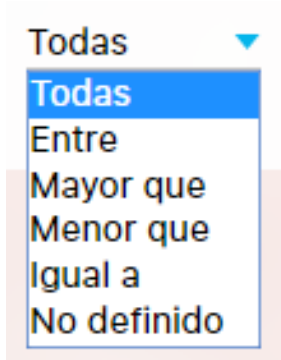 Todas
Todas
Entre
Mayor que
Menor que
Igual a
No definido